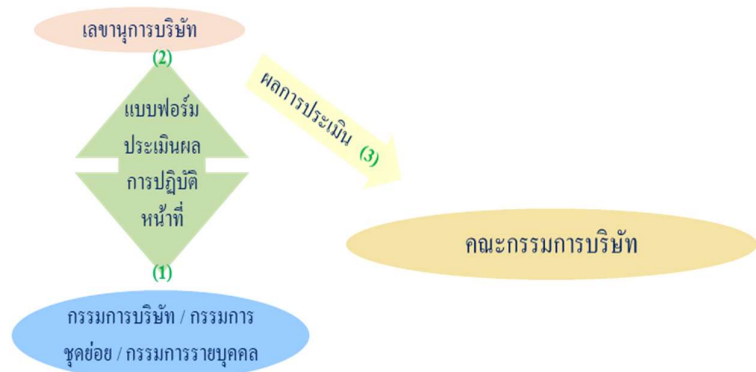 เลขานุการบริษัท
(2)
แบบฟอร์ม
ประเมินผล
การปฏิบัติ
หน้าที่
(1)
กรรมการบริษัท / กรรมการ
ชุดย่อย / กรรมการรายบุคคล
ผลการประเมิน (3)
คณะกรรมการบริษัท